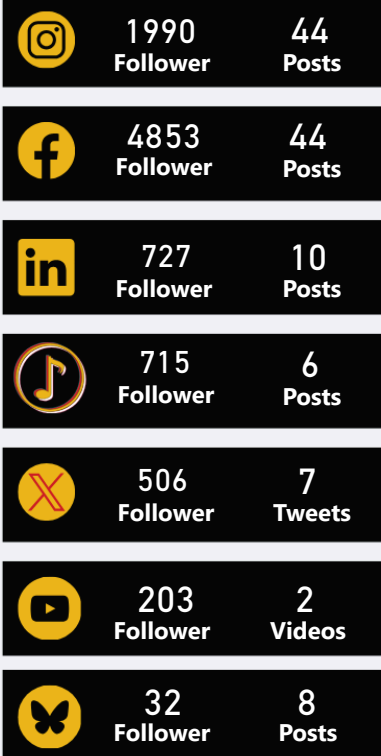 1990 44
Follower Posts
4853 44
Follower Posts
in
727 10
Follower Posts
715 6
Follower Posts
506 7
Follower Tweets
203 2
Follower Videos
32 8
Follower Posts